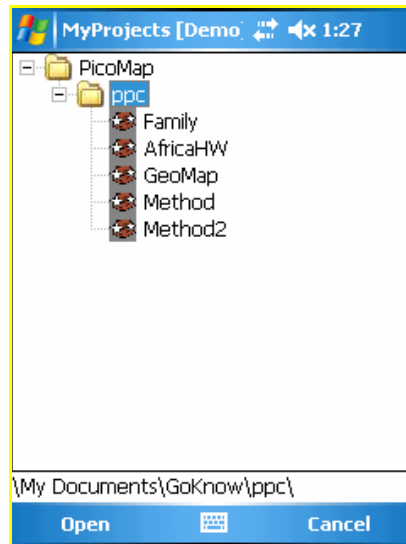 MyProjects [Demo] 1:27
PicoMap
ppc
Family
AfricaHW
GeoMap
Method
Method2
\My Documents\GoKnow\ppc\
Open Cancel